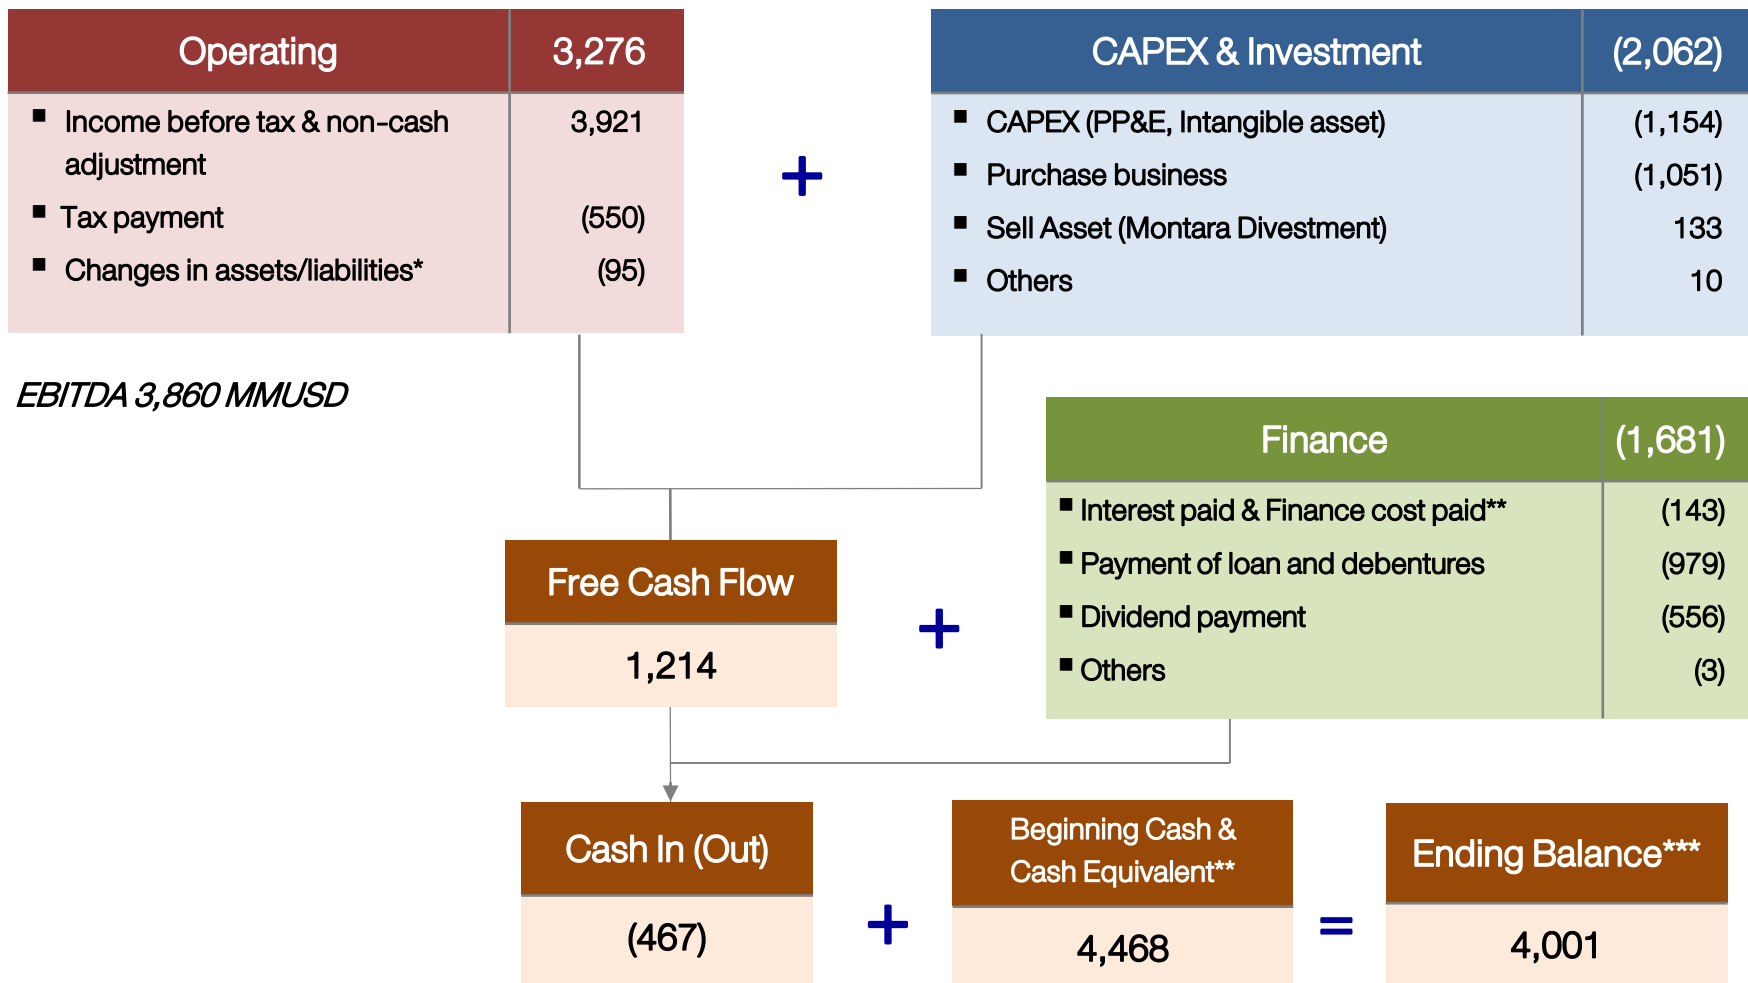 Operating 3,276
▪ Income before tax & non-cash 3,921
adjustment
▪ Tax payment (550)
▪ Changes in assets/liabilities* (95)
+
CAPEX & Investment (2,062)
▪ CAPEX (PP&E, Intangible asset) (1,154)
▪ Purchase business (1,051)
▪ Sell Asset (Montara Divestment) 133
▪ Others 10
EBITDA 3,860 MMUSD
Finance (1,681)
▪ Interest paid & Finance cost paid** (143)
▪ Payment of loan and debentures (979)
▪ Dividend payment (556)
▪ Others (3)
Free Cash Flow
1,214
+
Cash In (Out)
(467)
+
Beginning Cash &
Cash Equivalent**
4,468
=
Ending Balance***
4,001